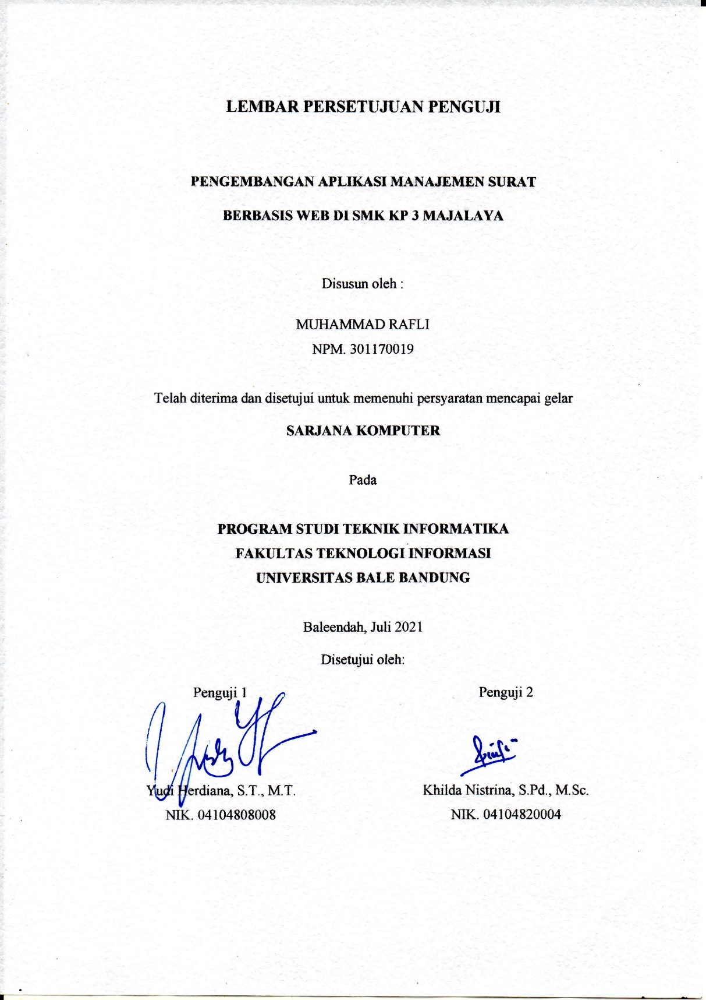 LEMBAR PERSETUJUAN PENGUJI
PENGEMBANGAN APLIKASI MANAJEMEN SURAT
BERBASIS WEB DI SMK KP 3 MAJALAYA
Disusun oleh :
MUHAMMAD RAFLI
NPM. 301170019
Telah diterima dan disetujui untuk memenuhi persyaratan mencapai gelar
SARJANA KOMPUTER
Pada
PROGRAM STUDI TEKNIK INFORMATIKA
FAKULTAS TEKNOLOGI INFORMASI
UNIVERSITAS BALE BANDUNG
Baleendah, Juli 2021
Disetujui oleh:
Penguji 1 Penguji 2
Yudi Herdiana, S.T., M.T. Khilda Nistrina, S.Pd., M.Sc.
NIK. 04104808008 NIK. 04104820004